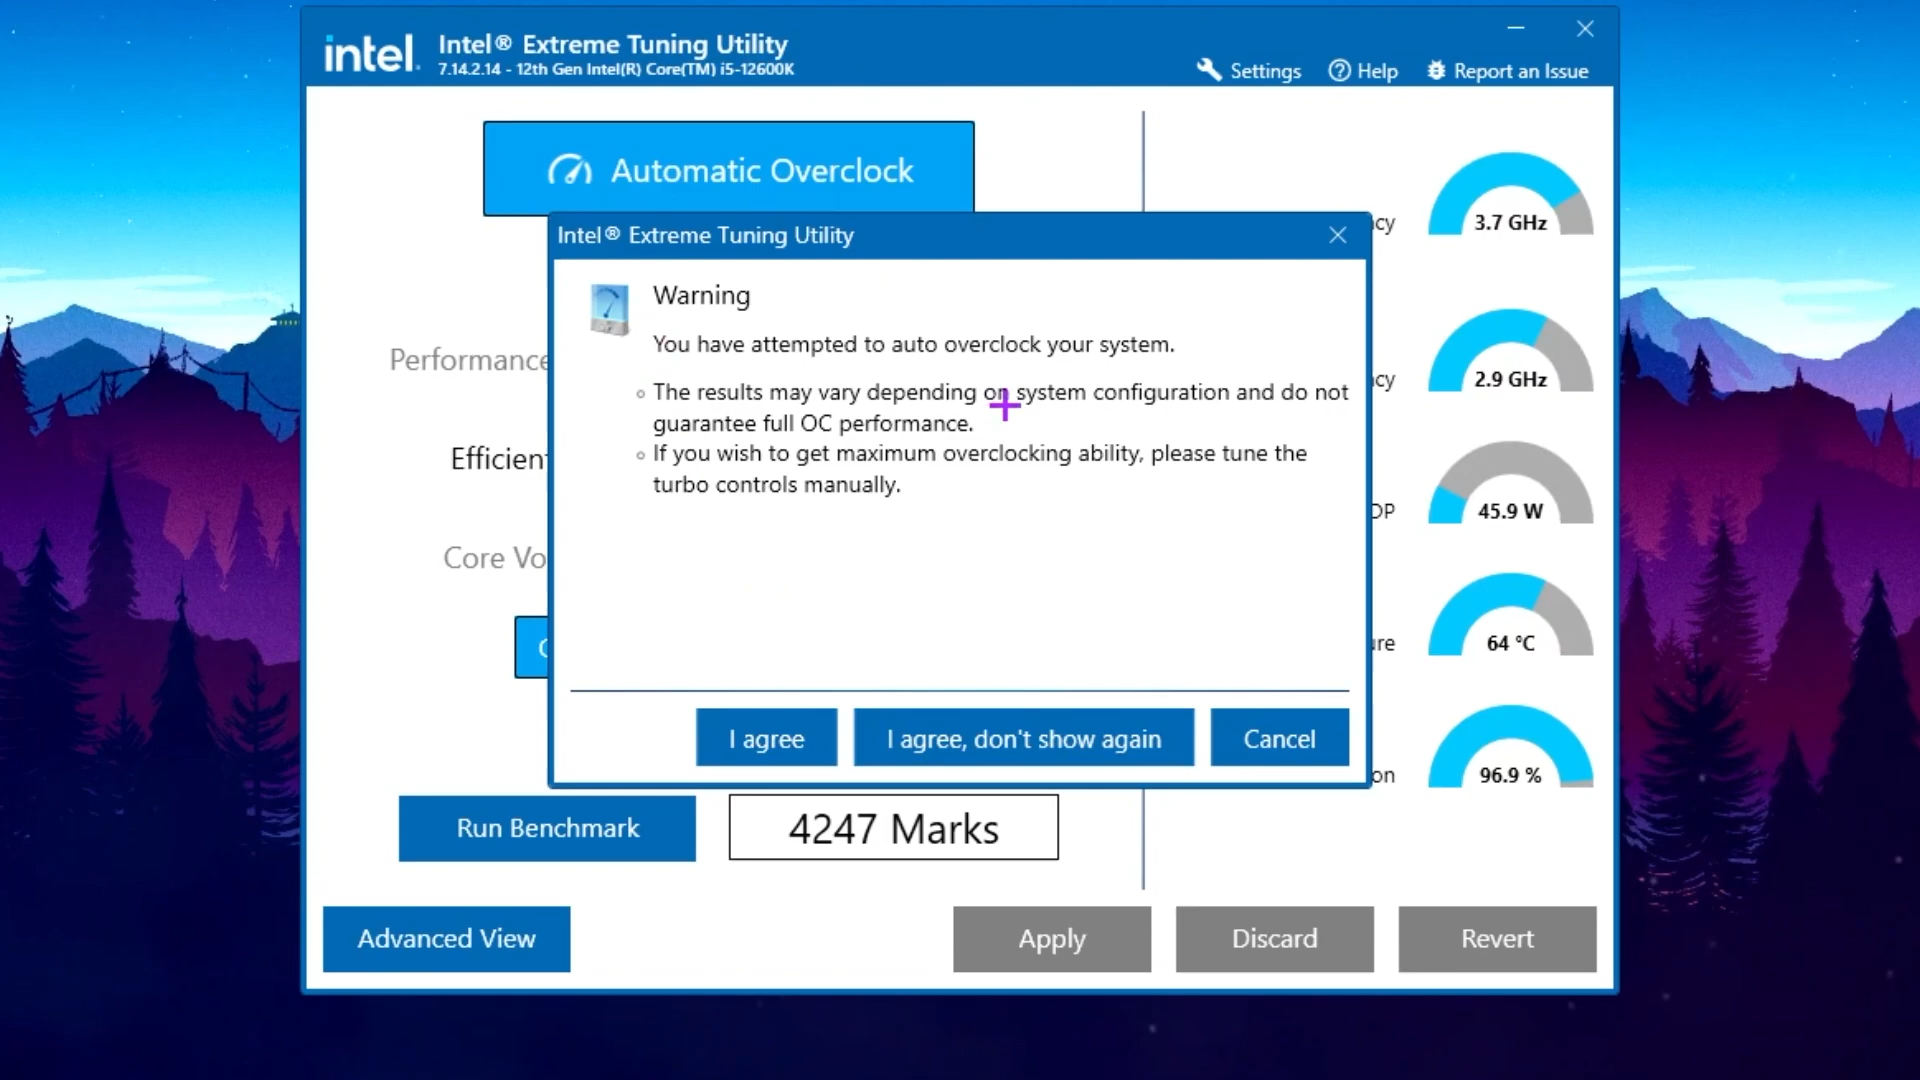 intel.
Intel® Extreme Tuning Utility
7.14.2.14 - 12th Gen Intel(R) Core(TM) i5-12600K
Settings
Help
Report an Issue
Automatic Overclock
Intel® Extreme Tuning Utility
Warning
You have attempted to auto overclock your system.
The results may vary depending on system configuration and do not
guarantee full OC performance.
If you wish to get maximum overclocking ability, please tune the
turbo controls manually.
I agree
I agree, don't show again
Cancel
Performance
Efficient
Core Vo
cy
3.7 GHz
cy
2.9 GHz
DP
45.9 W
re
64 °C
on
96.9 %
Run Benchmark
4247 Marks
Advanced View
Apply
Discard
Revert